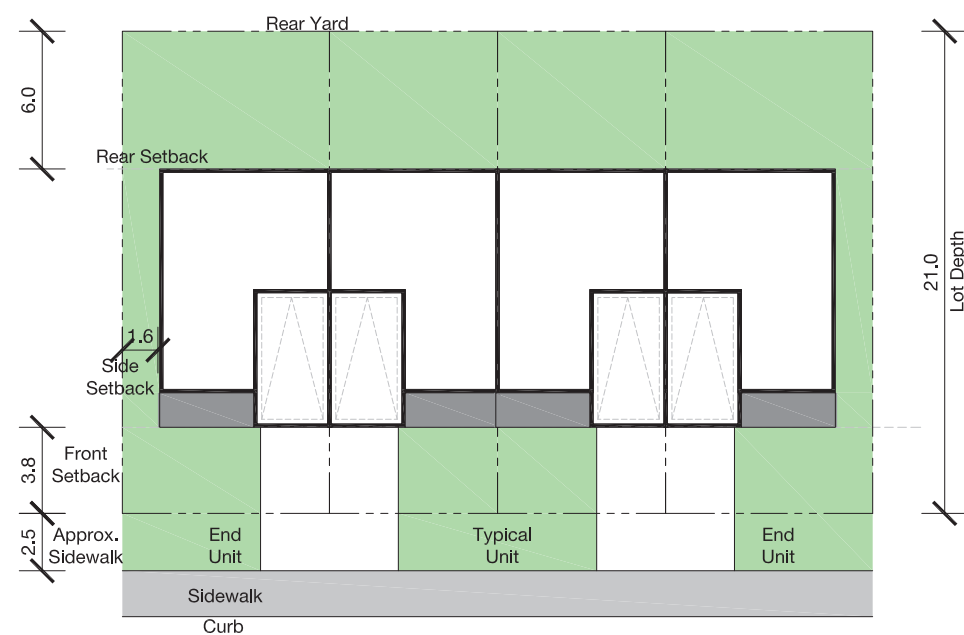 Rear Yard
6.0
Rear Setback
21.0
Lot Depth
1.6
Side
Setback
3.8
Front
Setback
2.5
Approx.
Sidewalk
End
Unit
Typical
Unit
End
Unit
Sidewalk
Curb